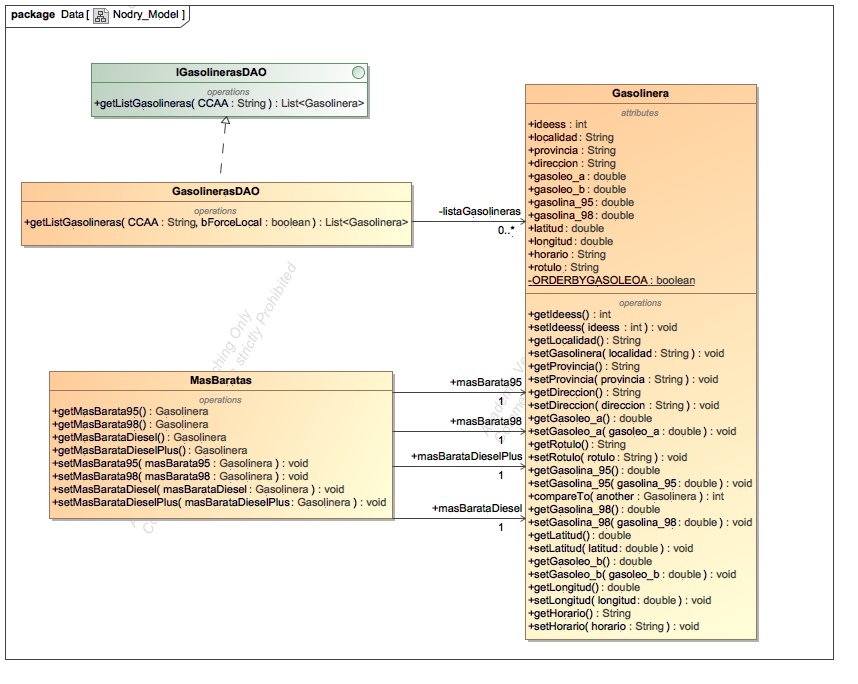 package Data [ Nodry_Model ]
IGasolinerasDAO
operations
+getListGasolineras( CCAA : String ) : List<Gasolinera>
GasolinerasDAO
operations
+getListGasolineras( CCAA : String, bForceLocal : boolean ) : List<Gasolinera>
-listaGasolineras
0..*
MasBaratas
operations
+getMasBarata95() : Gasolinera
+getMasBarata98() : Gasolinera
+getMasBarataDiesel() : Gasolinera
+getMasBarataDieselPlus() : Gasolinera
+setMasBarata95( masBarata95 : Gasolinera ) : void
+setMasBarata98( masBarata98 : Gasolinera ) : void
+setMasBarataDiesel( masBarataDiesel : Gasolinera ) : void
+setMasBarataDieselPlus( masBarataDieselPlus : Gasolinera ) : void
+masBarata95
1
+masBarata98
1
+masBarataDieselPlus
1
+masBarataDiesel
1
Gasolinera
attributes
+ideess : int
+localidad : String
+provincia : String
+direccion : String
+gasoleo_a : double
+gasoleo_b : double
+gasolina_95 : double
+gasolina_98 : double
+latitud : double
+longitud : double
+horario : String
+rotulo : String
-ORDERBYGASOLEOA : boolean
operations
+getIdeess() : int
+setIdeess( ideess : int ) : void
+getLocalidad() : String
+setGasolinera( localidad : String ) : void
+getProvincia() : String
+setProvincia( provincia : String ) : void
+getDireccion() : String
+setDireccion( direccion : String ) : void
+getGasoleo_a() : double
+setGasoleo_a( gasoleo_a : double ) : void
+getRotulo() : String
+setRotulo( rotulo : String ) : void
+getGasolina_95() : double
+setGasolina_95( gasolina_95 : double ) : void
+compareTo( another : Gasolinera ) : int
+getGasolina_98() : double
+setGasolina_98( gasolina_98 : double ) : void
+getLatitud() : double
+setLatitud( latitud : double ) : void
+getGasoleo_b() : double
+setGasoleo_b( gasoleo_b : double ) : void
+getLongitud() : double
+setLongitud( longitud : double ) : void
+getHorario() : String
+setHorario( horario : String ) : void
ching Only
strictly Prohibited